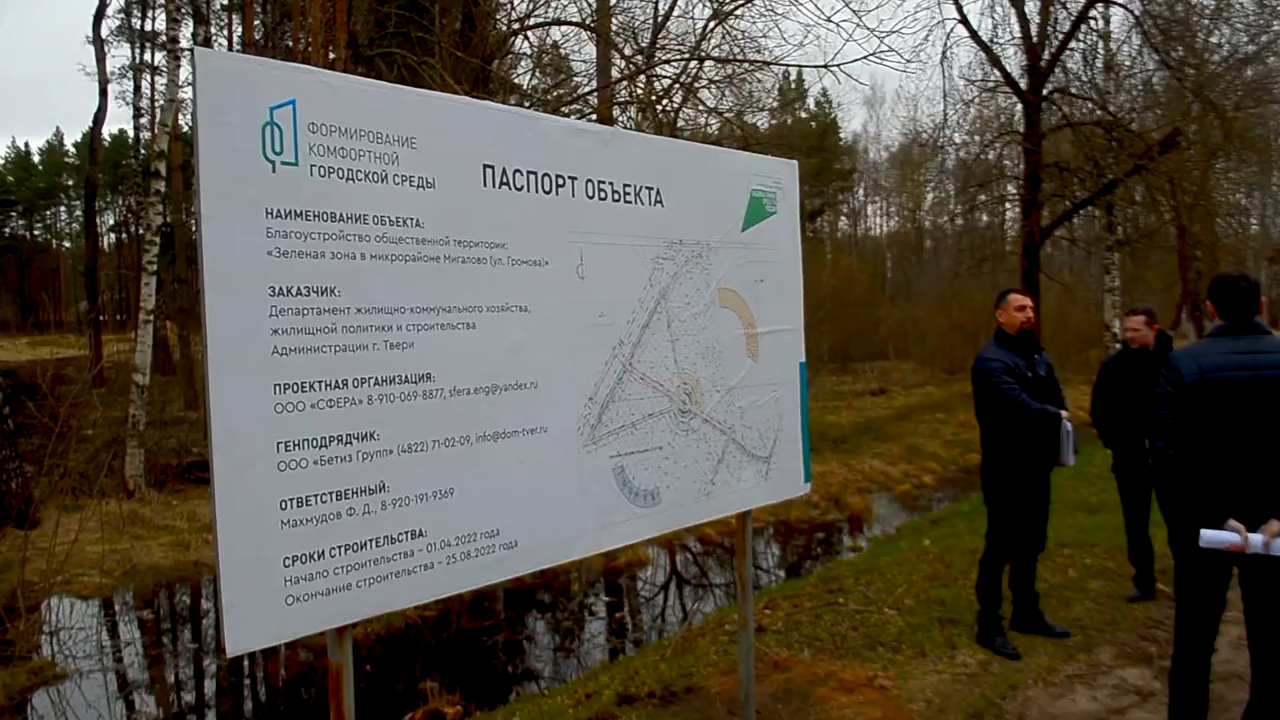 ФОРМИРОВАНИЕ
КОМФОРТНОЙ
ГОРОДСКОЙ СРЕДЫ
ПАСПОРТ ОБЪЕКТА
НАИМЕНОВАНИЕ ОБЪЕКТА:
Благоустройство общественной территории:
«Зеленая зона в микрорайоне Мигалово (ул. Громова)»
ЗАКАЗЧИК:
Департамент жилищно-коммунального хозяйства,
жилищной политики и строительства
Администрации г. Твери
ПРОЕКТНАЯ ОРГАНИЗАЦИЯ:
ООО «СФЕРА» 8-910-069-8877, sfera.eng@yandex.ru
ГЕНПОДРЯДЧИК:
ООО «Бетиз Групп» (4822) 71-02-09, info@dom-tver.ru
ОТВЕТСТВЕННЫЙ:
Махмудов Ф. Д., 8-920-191-9369
СРОКИ СТРОИТЕЛЬСТВА:
Начало строительства – 01.04.2022 года
Окончание строительства – 25.08.2022 года